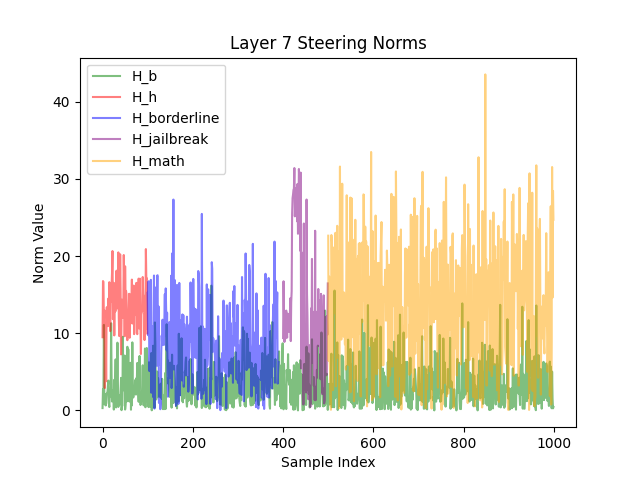 Layer 7 Steering Norms
H_b
H_h
H_borderline
H_jailbreak
H_math
Norm Value
40
30
20
10
0
0 200 400 600 800 1000
Sample Index